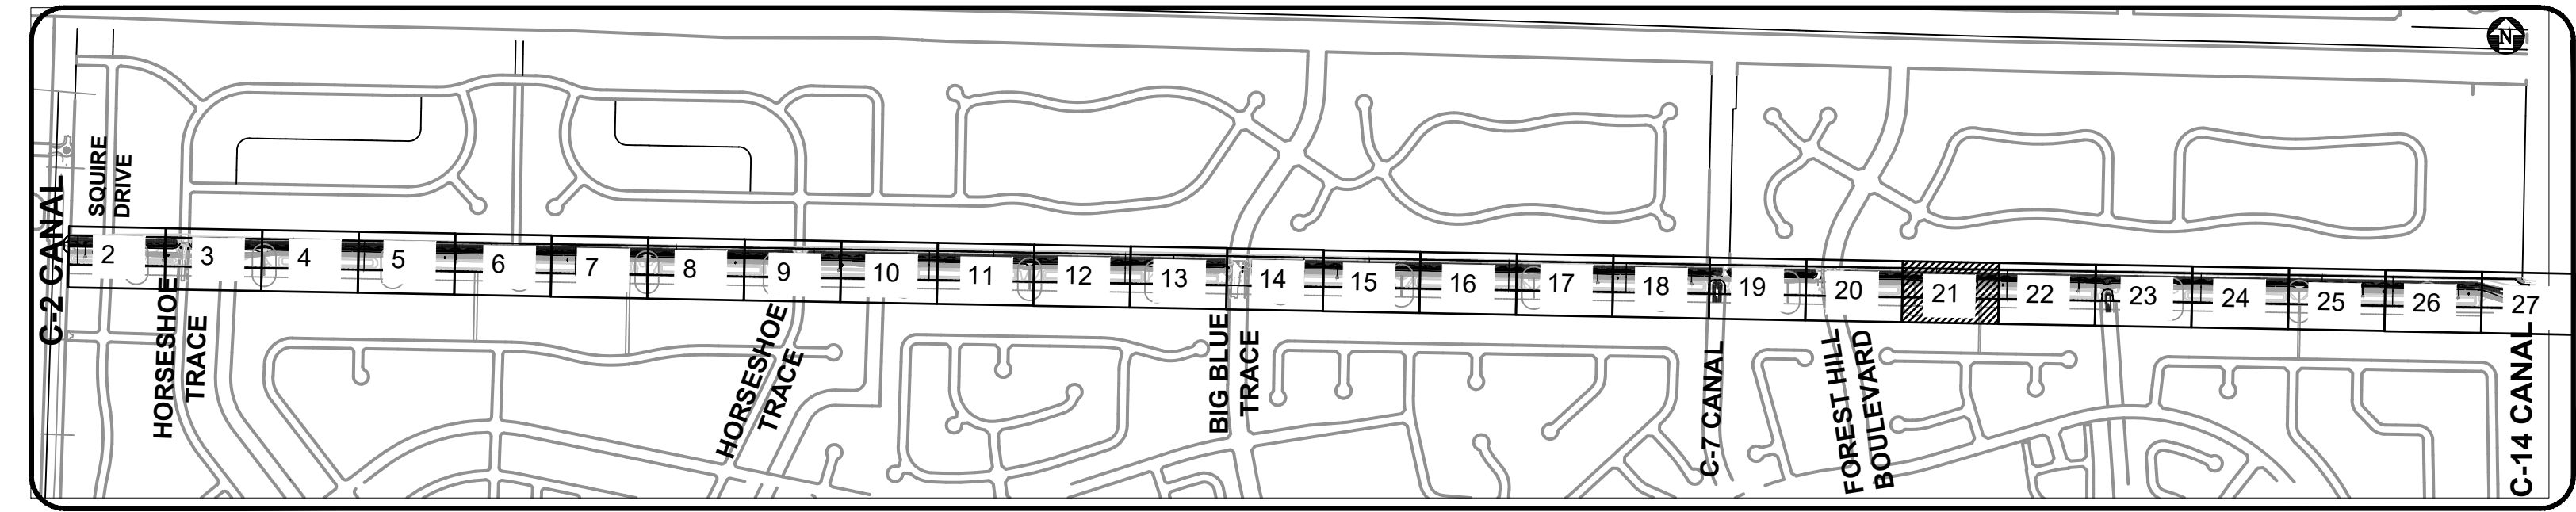 N
SQUIRE
DRIVE
C-2 CANAL
2
3
4
5
6
7
8
9
10
11
12
13
14
15
16
17
18
19
20
21
22
23
24
25
26
27
HORSESHOE
TRACE
HORSESHOE
TRACE
BIG BLUE
TRACE
C-7 CANAL
FOREST HILL
BOULEVARD
C-14 CANAL